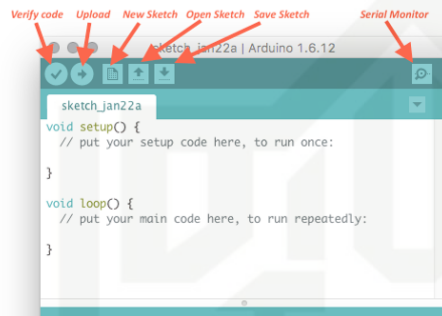 Verify code Upload New Sketch Open Sketch Save Sketch Serial Monitor
sketch_jan22a | Arduino 1.6.12
sketch_jan22a
void setup() {
// put your setup code here, to run once:
}
void loop() {
// put your main code here, to run repeatedly:
}